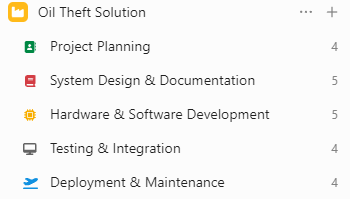 Oil Theft Solution
Project Planning 4
System Design & Documentation 5
Hardware & Software Development 5
Testing & Integration 4
Deployment & Maintenance 4